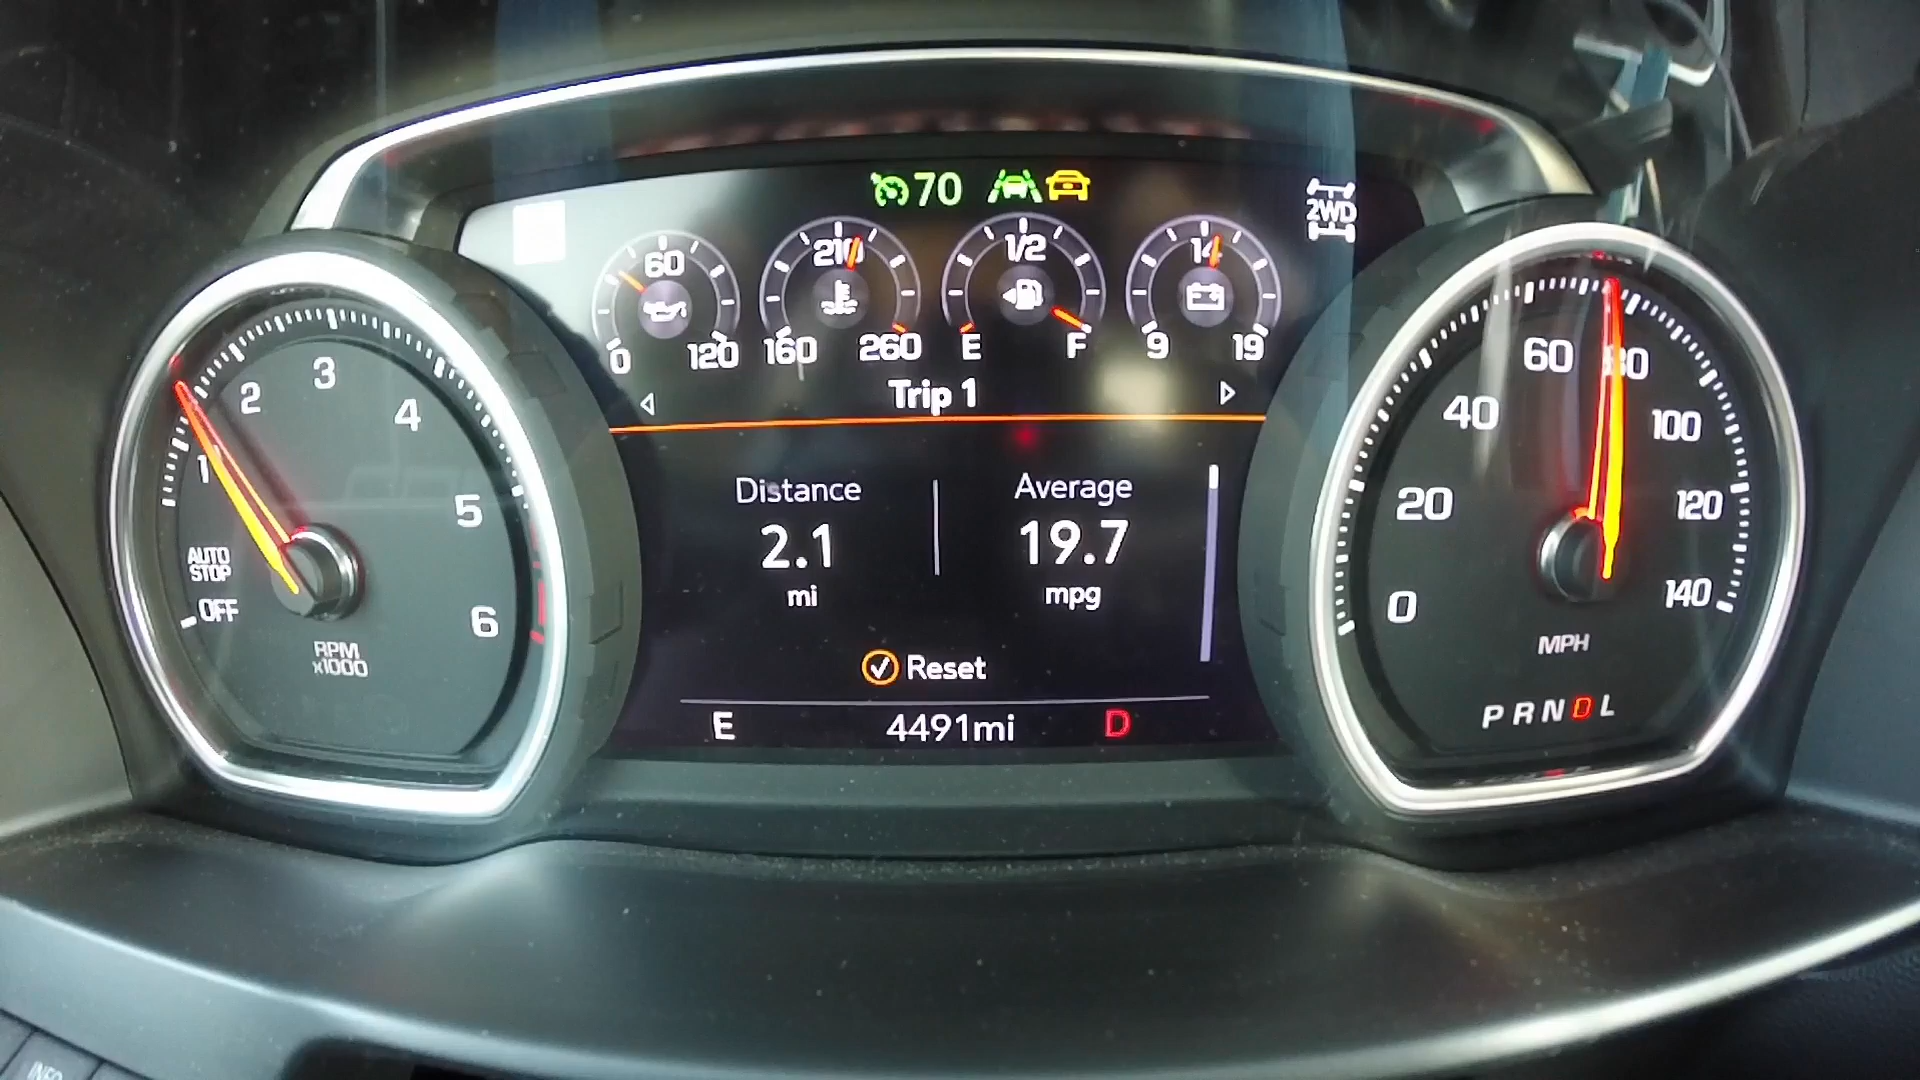 70
2WD
60
0 120
210
160 260
1/2
E F
14
9 19
Trip 1
Distance
2.1
mi
Average
19.7
mpg
Reset
E 4491mi D
1
2
3
4
5
6
AUTO
STOP
OFF
RPM
x1000
0
20
40
60
80
100
120
140
MPH
PRNDL
INFO